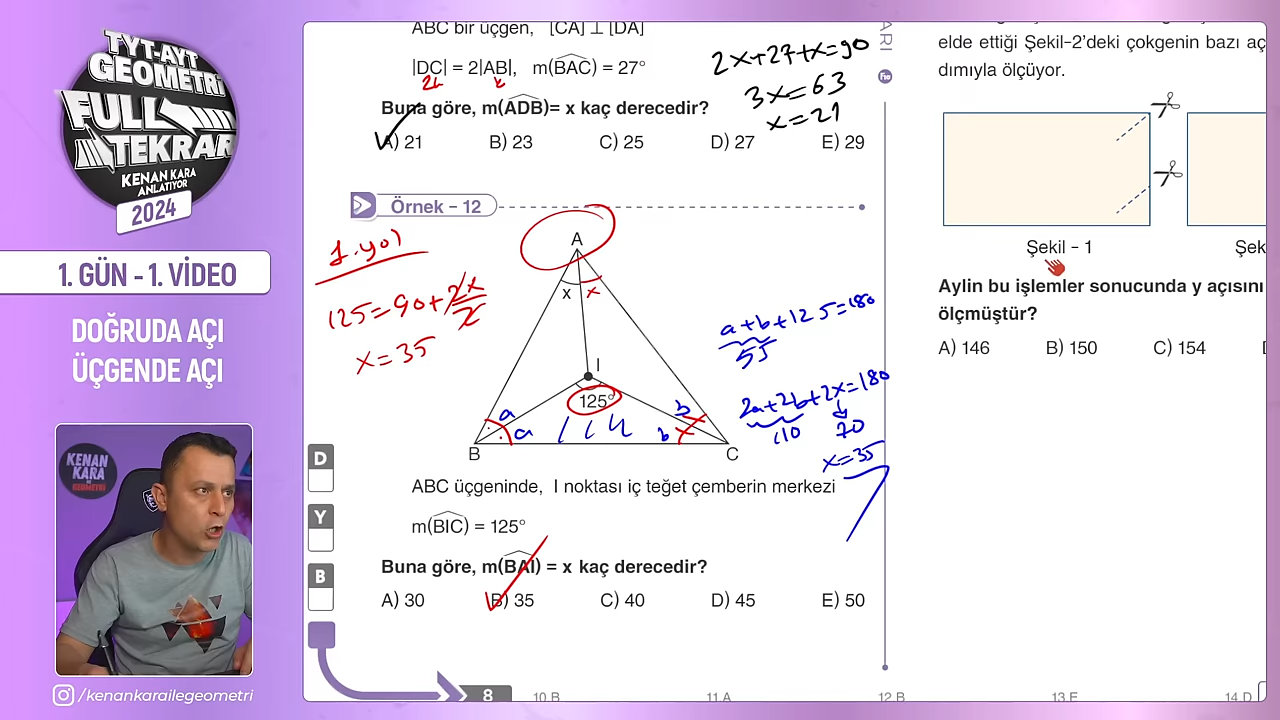 TYT-AYT
GEOMETRİ
FULL
TEKRAR
KENAN KARA
ANLATIYOR
2024
1. GÜN - 1. VİDEO
DOĞRUDA AÇI
ÜÇGENDE AÇI
KENAN
KARA
GEOMETRİ
/kenankarailegeometri
ABC bir üçgen, [CA] ⊥ [DA]
|DC| = 2|AB|, m(BAC) = 27°
Buna göre, m(ADB)= x kaç derecedir?
A) 21 B) 23 C) 25 D) 27 E) 29
2x+27+x=90
3x=63
x=21
Örnek – 12
1. yol
125=90+2x/2
x=35
A
x x
I
125°
a a b b
B C
a+b+125=180
55
2a+2b+2x=180
110 70
x=35
ABC üçgeninde, I noktası iç teğet çemberin merkezi
m(BIC) = 125°
Buna göre, m(BAI) = x kaç derecedir?
A) 30 B) 35 C) 40 D) 45 E) 50
D
Y
B
8 10.B 11.A 12.B 13.E 14.D
ARI
elde ettiği Şekil-2'deki çokgenin bazı aç
dımıyla ölçüyor.
Şekil - 1 Şek
Aylin bu işlemler sonucunda y açısını
ölçmüştür?
A) 146 B) 150 C) 154